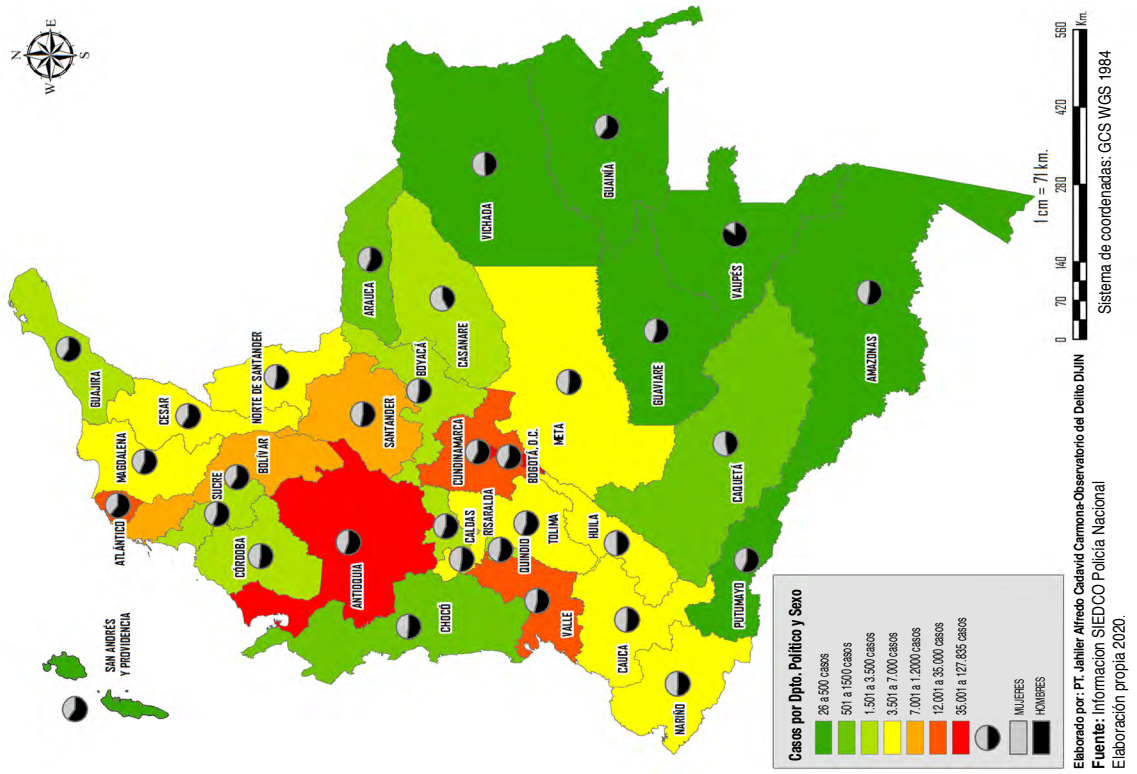 N
E
S
W
SAN ANDRÉS
Y PROVIDENCIA
GUAJIRA
ATLÁNTICO
MAGDALENA
CESAR
NORTE DE SANTANDER
SUCRE
BOLÍVAR
CÓRDOBA
ANTIOQUIA
SANTANDER
ARAUCA
BOYACÁ
CASANARE
CHOCÓ
CALDAS
RISARALDA
CUNDINAMARCA
BOGOTÁ, D.C.
QUINDIO
TOLIMA
VALLE
META
VICHADA
HUILA
CAUCA
NARIÑO
GUAVIARE
GUAINÍA
CAQUETÁ
VAUPÉS
PUTUMAYO
AMAZONAS
Casos por Dpto. Político y Sexo
26 a 500 casos
501 a 1500 casos
1.501 a 3.500 casos
3.501 a 7.000 casos
7.001 a 1.2000 casos
12.001 a 35.000 casos
35.001 a 127.835 casos
MUJERES
HOMBRES
1 cm = 71 km.
0 70 140 280 420 560
Km.
Sistema de coordenadas: GCS WGS 1984
Elaborado por: PT. Jahller Alfredo Cadavid Carmona-Observatorio del Delito DIJIN
Fuente: Informacion SIEDCO Policía Nacional
Elaboración propia 2020.